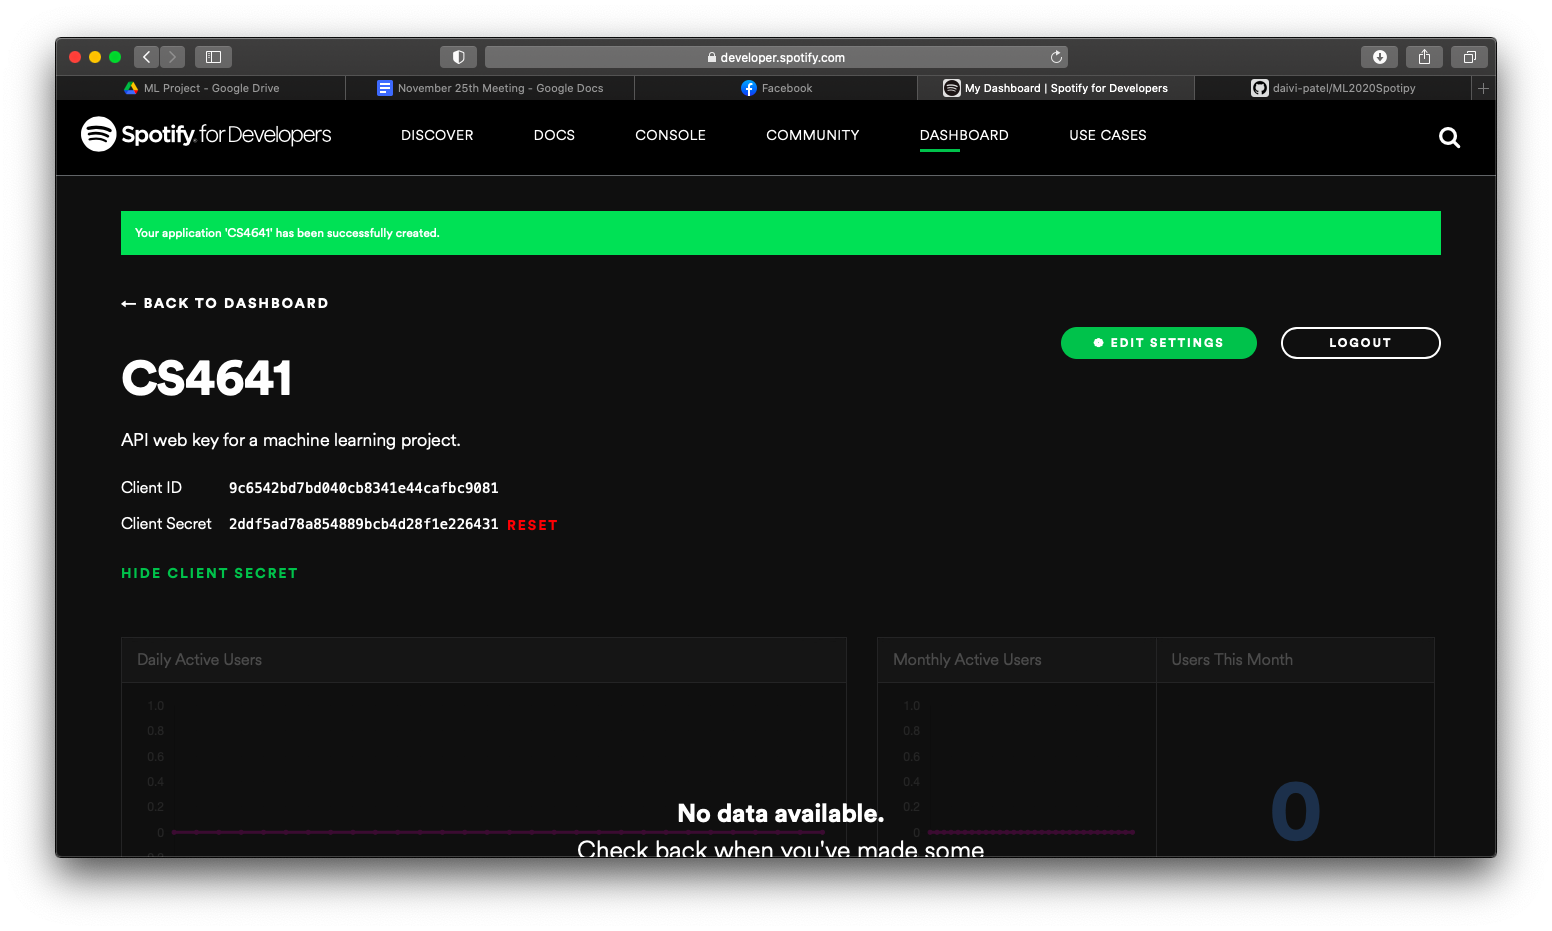 developer.spotify.com
ML Project - Google Drive
November 25th Meeting - Google Docs
Facebook
My Dashboard | Spotify for Developers
daivi-patel/ML2020Spotipy
Spotify for Developers
DISCOVER
DOCS
CONSOLE
COMMUNITY
DASHBOARD
USE CASES
Your application 'CS4641' has been successfully created.
← BACK TO DASHBOARD
EDIT SETTINGS
LOGOUT
CS4641
API web key for a machine learning project.
Client ID 9c6542bd7bd040cb8341e44cafbc9081
Client Secret 2ddf5ad78a854889bcb4d28f1e226431 RESET
HIDE CLIENT SECRET
Daily Active Users
1.0
0.8
0.6
0.4
0.2
0
Monthly Active Users
1.0
0.8
0.6
0.4
0.2
0
Users This Month
0
No data available.
Check back when you've made some